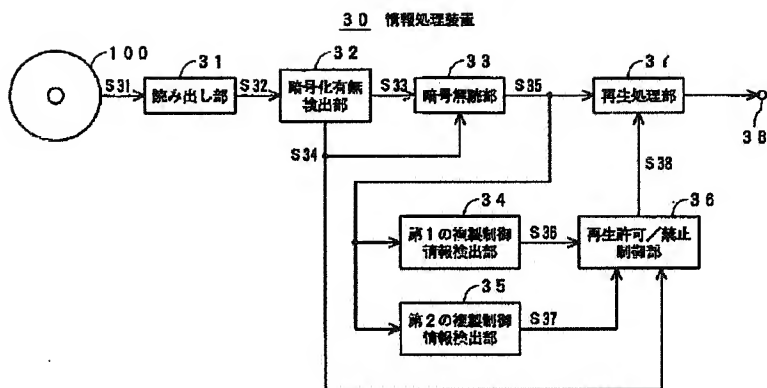 30 情報処理装置
100
31
32
33
37
S31
読み出し部
S32
暗号化有無
検出部
S33
暗号解読部
S35
再生処理部
38
S34
S38
34
36
第1の複製制御
情報検出部
S36
再生許可／禁止
制御部
35
第2の複製制御
情報検出部
S37